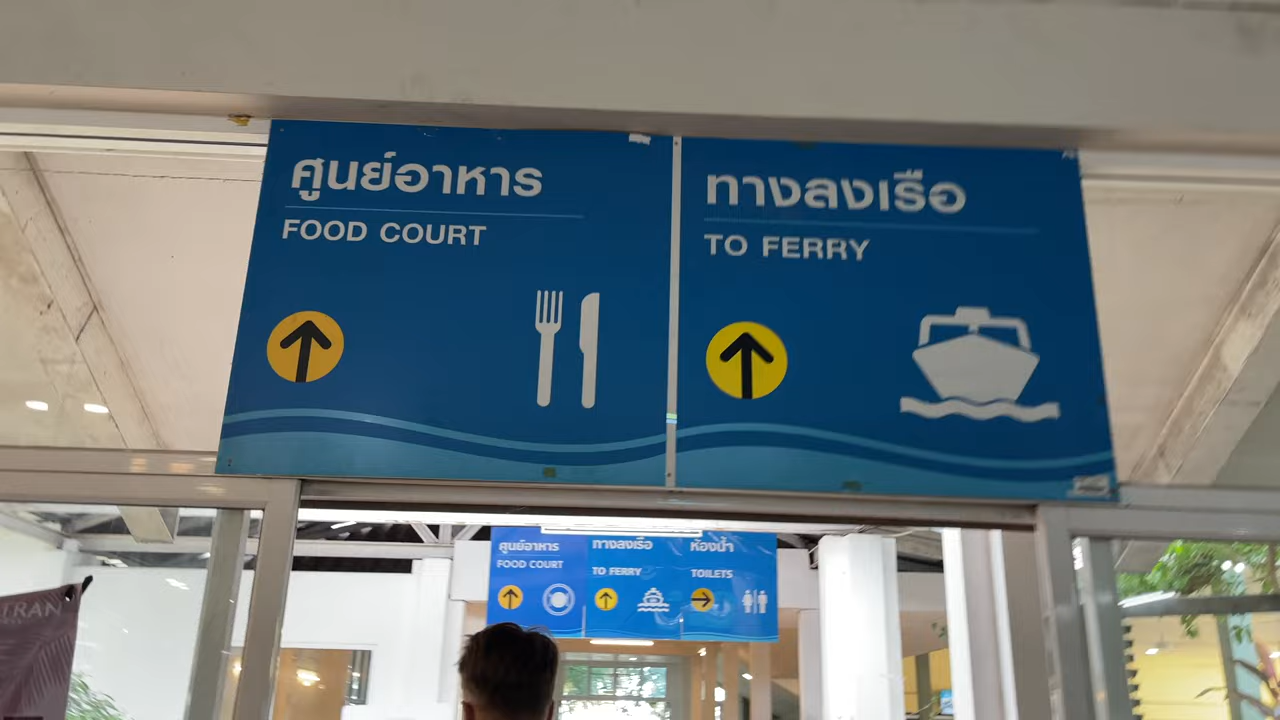 ศูนย์อาหาร
FOOD COURT
ทางลงเรือ
TO FERRY
ศูนย์อาหาร
FOOD COURT
ทางลงเรือ
TO FERRY
ห้องน้ำ
TOILETS
TRAN